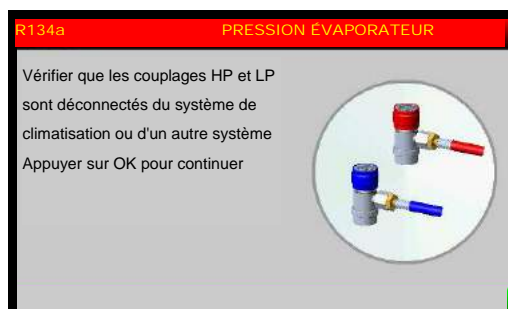 R134a PRESSION ÉVAPORATEUR
Vérifier que les couplages HP et LP
sont déconnectés du système de
climatisation ou d'un autre système
Appuyer sur OK pour continuer